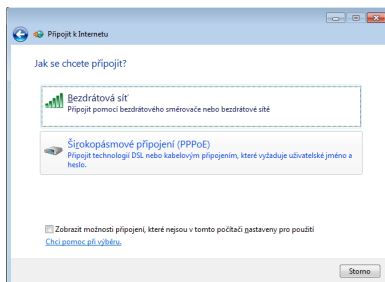 Připojit k Internetu
Jak se chcete připojit?
Bezdrátová síť
Připojit pomocí bezdrátového směrovače nebo bezdrátové sítě
Širokopásmové připojení (PPPoE)
Připojit technologií DSL nebo kabelovým připojením, které vyžaduje uživatelské jméno a
heslo.
Zobrazit možnosti připojení, které nejsou v tomto počítači nastaveny pro použití
Chci pomoc při výběru.
Storno